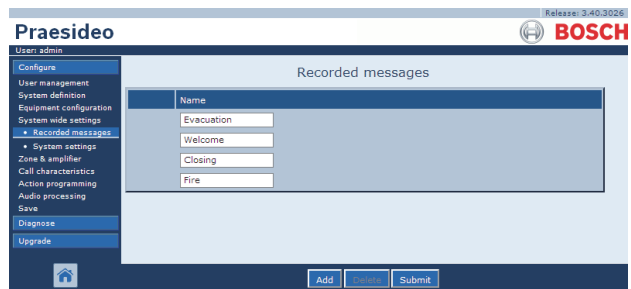 Release: 3.40.3026
Praesideo
BOSCH
User: admin
Configure
User management
System definition
Equipment configuration
System wide settings
• Recorded messages
• System settings
Zone & amplifier
Call characteristics
Action programming
Audio processing
Save
Diagnose
Upgrade
Recorded messages
Name
Evacuation
Welcome
Closing
Fire
Add Delete Submit